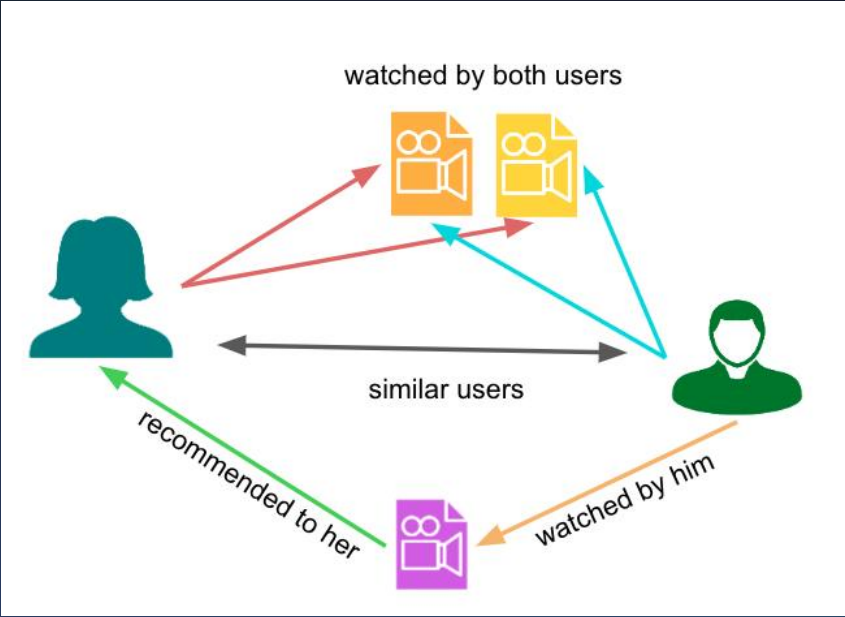 watched by both users
similar users
recommended to her
watched by him